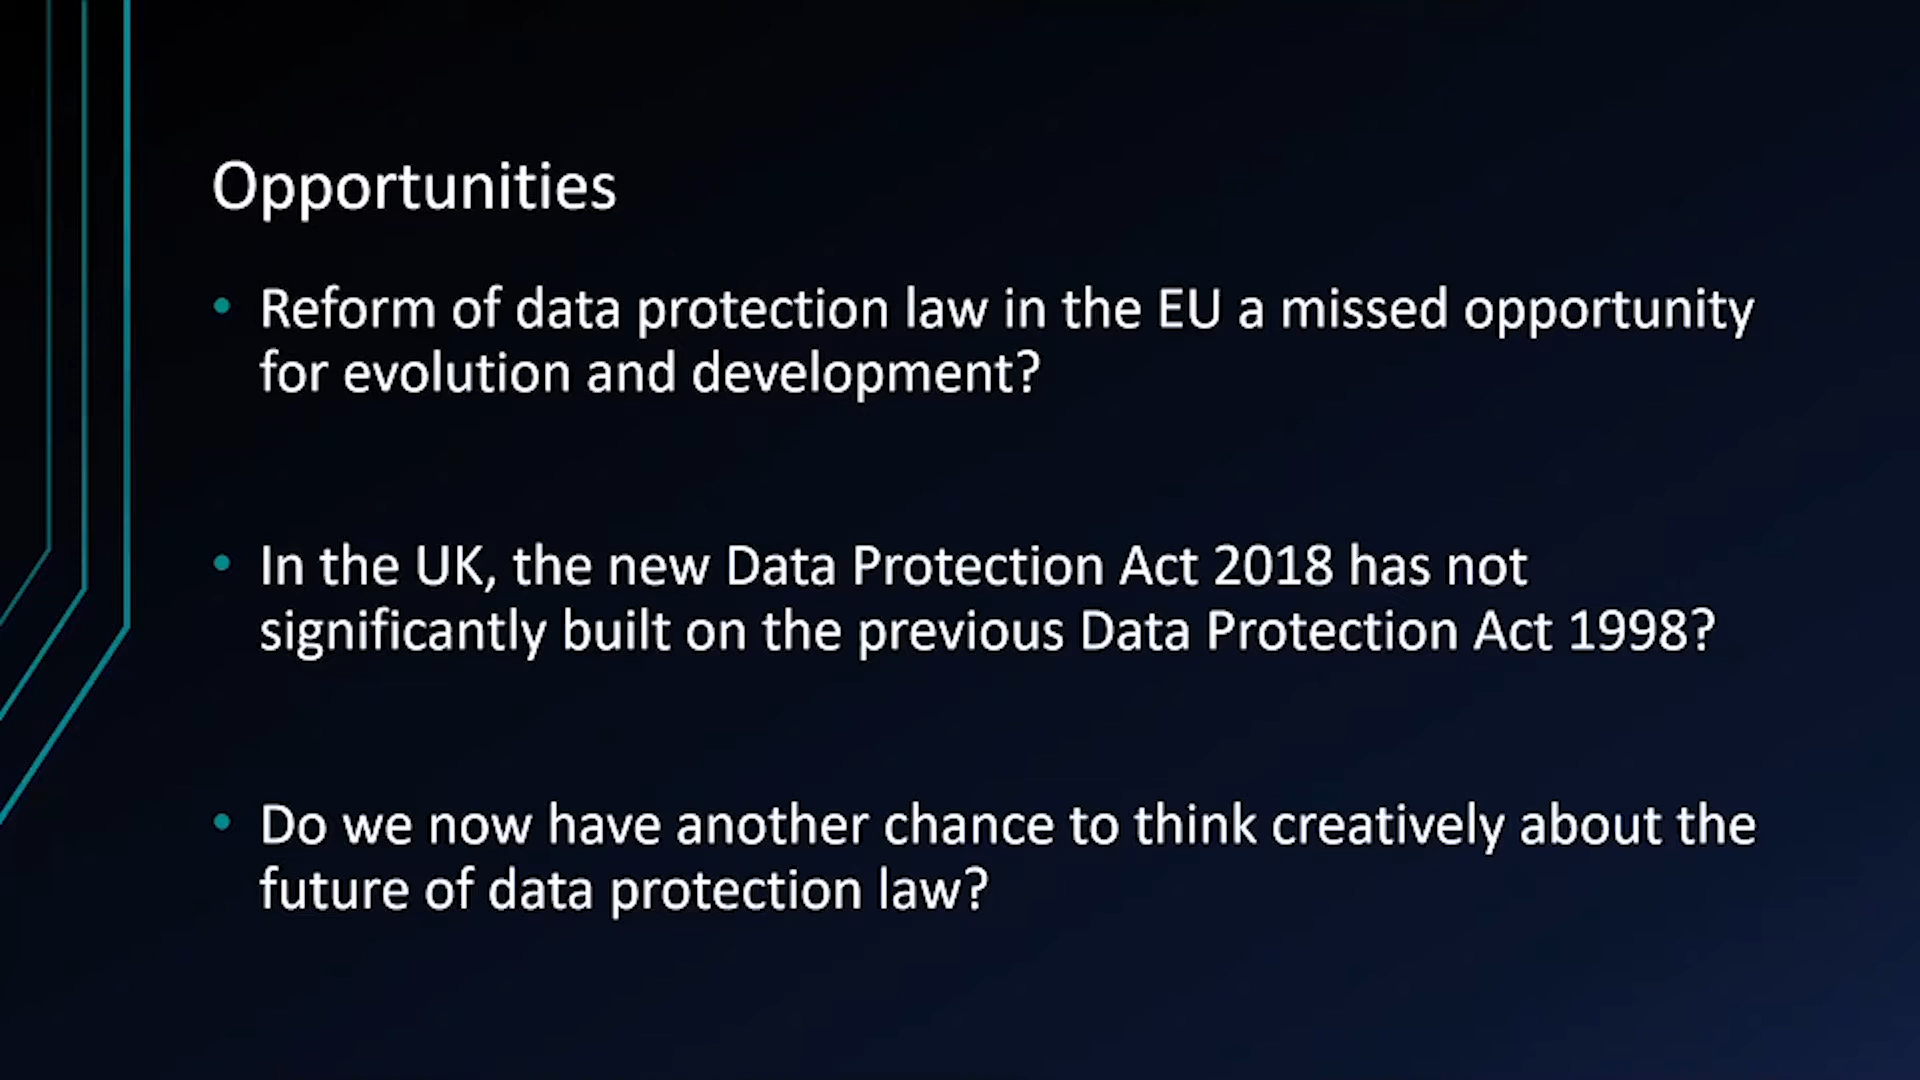 Opportunities
• Reform of data protection law in the EU a missed opportunity
for evolution and development?
• In the UK, the new Data Protection Act 2018 has not
significantly built on the previous Data Protection Act 1998?
• Do we now have another chance to think creatively about the
future of data protection law?